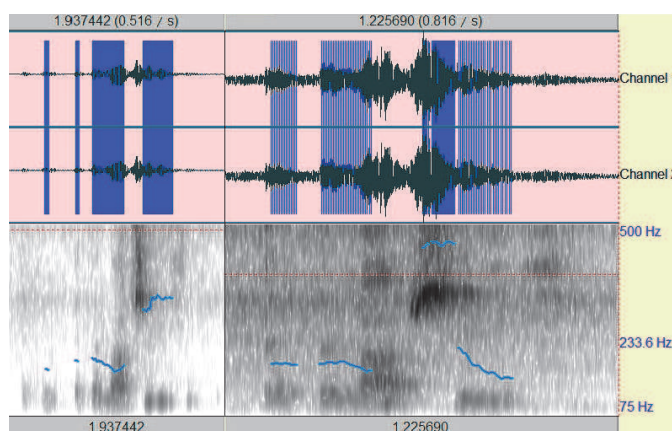 1.937442 (0.516 / s) 1.225690 (0.816 / s)
Channel
Channel
500 Hz
233.6 Hz
75 Hz
1.937442 1.225690